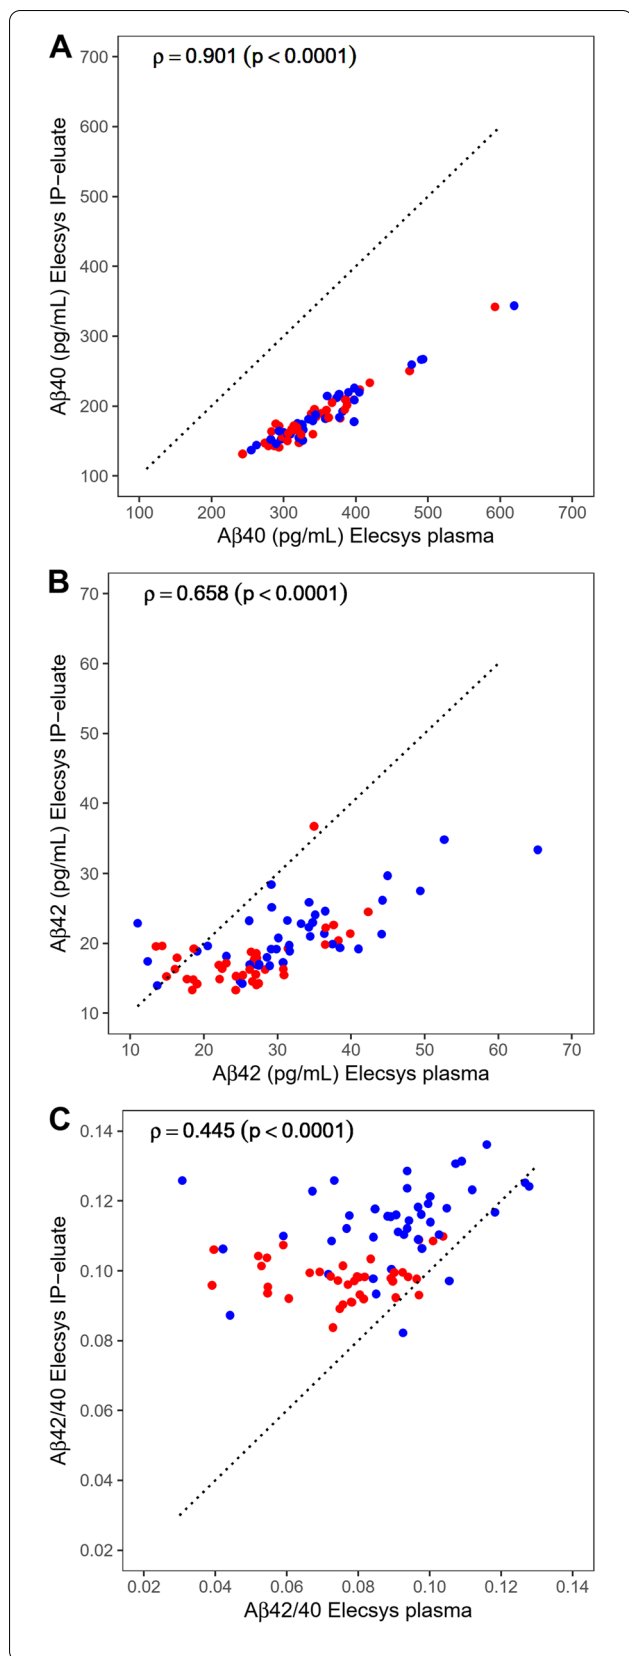 A
ρ = 0.901 (p < 0.0001)
700
600
500
400
300
200
100
Aβ40 (pg/mL) Elecsys IP−eluate
100 200 300 400 500 600 700
Aβ40 (pg/mL) Elecsys plasma
B
ρ = 0.658 (p < 0.0001)
70
60
50
40
30
20
10
Aβ42 (pg/mL) Elecsys IP−eluate
10 20 30 40 50 60 70
Aβ42 (pg/mL) Elecsys plasma
C
ρ = 0.445 (p < 0.0001)
0.14
0.12
0.10
0.08
0.06
0.04
0.02
Aβ42/40 Elecsys IP−eluate
0.02 0.04 0.06 0.08 0.10 0.12 0.14
Aβ42/40 Elecsys plasma